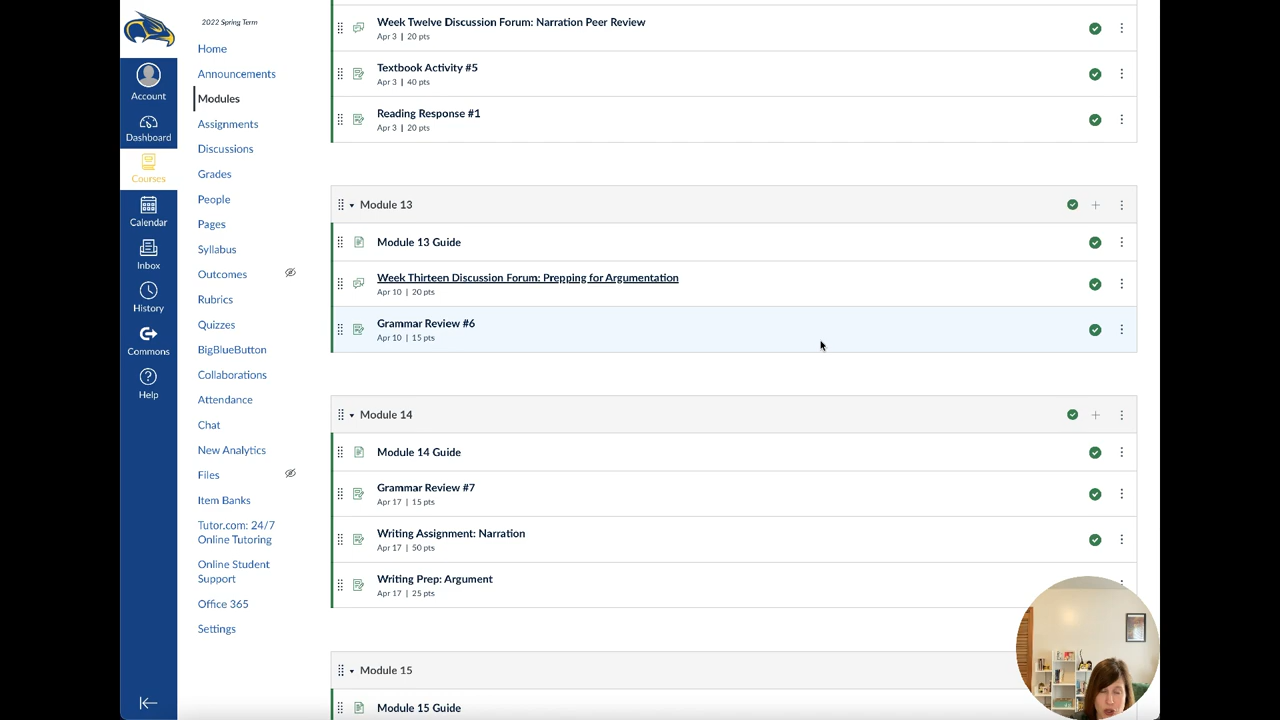 2022 Spring Term
Account
Dashboard
Courses
Calendar
Inbox
History
Commons
Help
Home
Announcements
Modules
Assignments
Discussions
Grades
People
Pages
Syllabus
Outcomes
Rubrics
Quizzes
BigBlueButton
Collaborations
Attendance
Chat
New Analytics
Files
Item Banks
Tutor.com: 24/7
Online Tutoring
Online Student
Support
Office 365
Settings
Week Twelve Discussion Forum: Narration Peer Review
Apr 3 | 20 pts
Textbook Activity #5
Apr 3 | 40 pts
Reading Response #1
Apr 3 | 20 pts
Module 13
Module 13 Guide
Week Thirteen Discussion Forum: Prepping for Argumentation
Apr 10 | 20 pts
Grammar Review #6
Apr 10 | 15 pts
Module 14
Module 14 Guide
Grammar Review #7
Apr 17 | 15 pts
Writing Assignment: Narration
Apr 17 | 50 pts
Writing Prep: Argument
Apr 17 | 25 pts
Module 15
Module 15 Guide